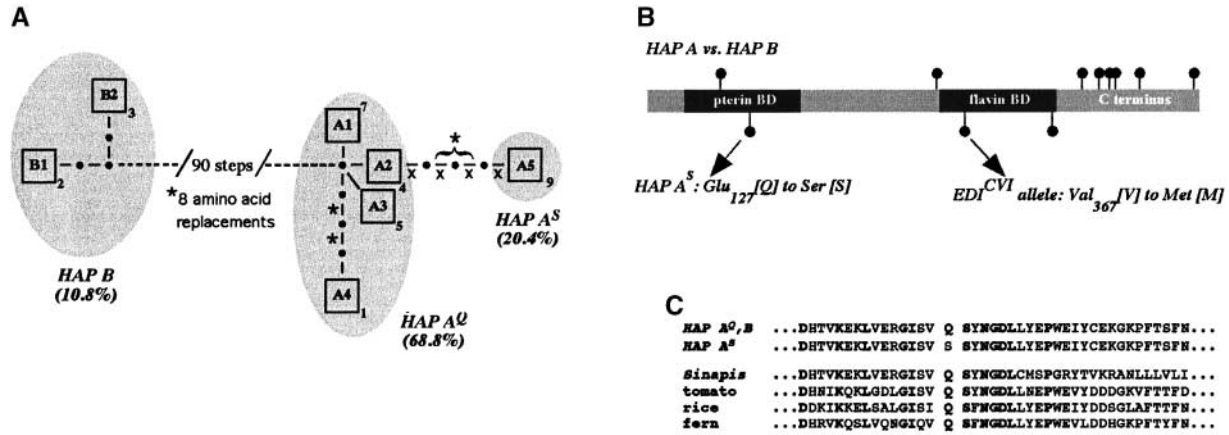 A
B2
3
B1
2
90 steps
*8 amino acid
replacements
7
A1
A2
4
A3
5
A4
1
*
*
*
x x x x
A5
9
HAP B
(10.8%)
HAP A^Q
(68.8%)
HAP A^S
(20.4%)
B
HAP A vs. HAP B
pterin BD
flavin BD
C terminus
HAP A^S: Glu127[Q] to Ser [S]
EDI^CVI allele: Val367[V] to Met [M]
C
HAP A^Q,B ...DHTVKEKLVERGISV Q SYNGDLLYEPWEIYCEKGKPFTSFN...
HAP A^S ...DHTVKEKLVERGISV S SYNGDLLYEPWEIYCEKGKPFTSFN...
Sinapis ...DHTVKEKLVERGISV Q SYNGDLCMSPGRYTVKRANLLLVLI...
tomato ...DHNIKQKLGDLGISV Q SYNGDLLNEPWEVYDDDGKVFTTFD...
rice ...DDKIKKELSALGISI Q SFNGDLLYEPWEIYDDSGLAFTTFN...
fern ...DHRVKQSLVQNGIQV Q SFNGDLLYEPWEVLDDHGKPFTTYN...